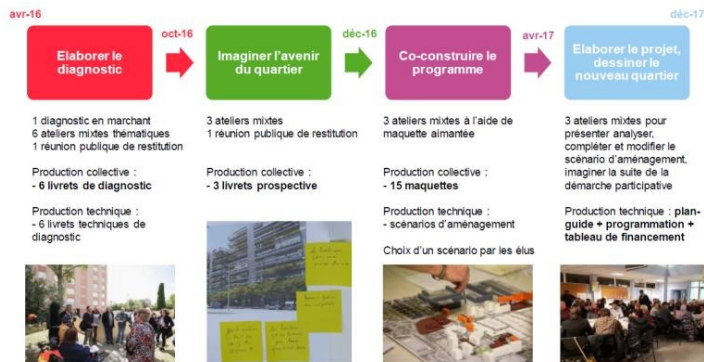 avr-16
oct-16
déc-16
avr-17
déc-17
Elaborer le
diagnostic
Imaginer l'avenir
du quartier
Co-construire le
programme
Elaborer le projet,
dessiner le
nouveau quartier
1 diagnostic en marchant
6 ateliers mixtes thématiques
1 réunion publique de restitution
Production collective :
- 6 livrets de diagnostic
Production technique :
- 6 livrets techniques de
diagnostic
3 ateliers mixtes
1 réunion publique de restitution
Production collective :
- 3 livrets prospective
3 ateliers mixtes à l'aide de
maquette aimantée
Production collective :
- 15 maquettes
Production technique :
- scénarios d'aménagement
Choix d'un scénario par les élus
3 ateliers mixtes pour
présenter analyser,
compléter et modifier le
scénario d'aménagement,
imaginer la suite de la
démarche participative
Production technique : plan-
guide + programmation +
tableau de financement